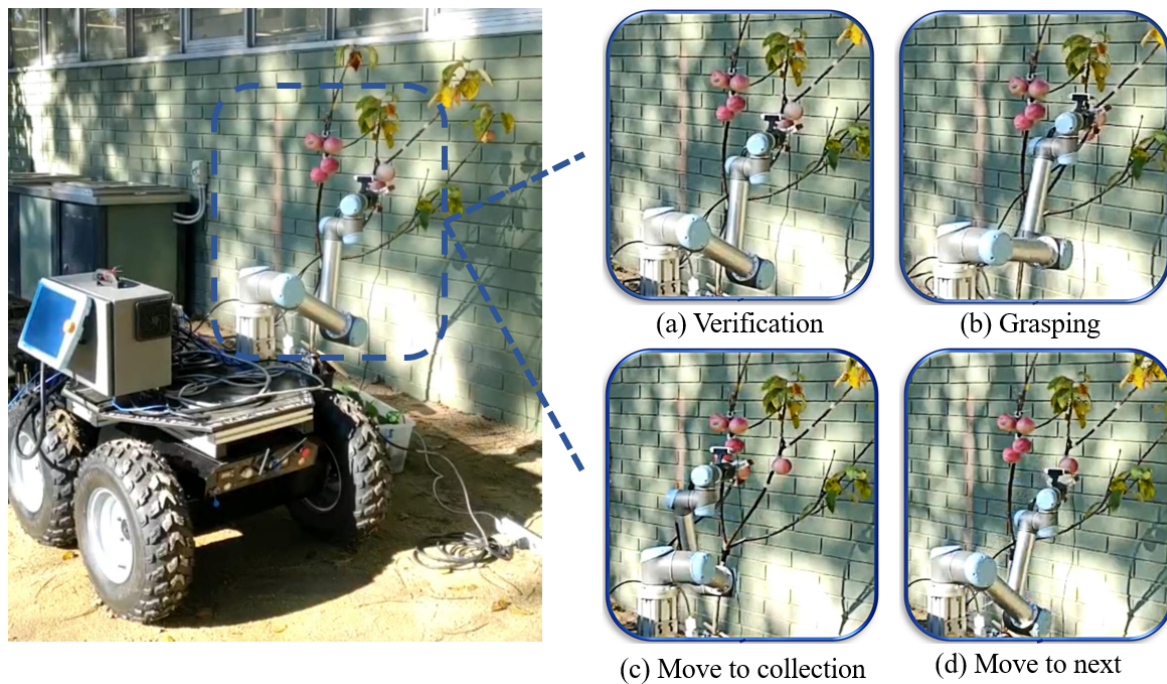 (a) Verification
(b) Grasping
(c) Move to collection
(d) Move to next